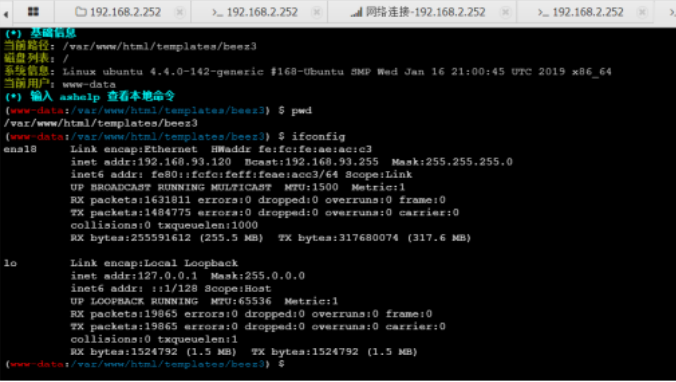 192.168.2.252
192.168.2.252
网络连接-192.168.2.252
192.168.2.252
(*) 基础信息
当前路径: /var/www/html/templates/beez3
磁盘列表: /
系统信息: Linux ubuntu 4.4.0-142-generic #168-Ubuntu SMP Wed Jan 16 21:00:45 UTC 2019 x86_64
当前用户: www-data
(*) 输入 ashelp 查看本地命令
(www-data:/var/www/html/templates/beez3) $ pwd
/var/www/html/templates/beez3
(www-data:/var/www/html/templates/beez3) $ ifconfig
ens18 Link encap:Ethernet HWaddr fe:fc:fe:ae:ac:c3
inet addr:192.168.93.120 Bcast:192.168.93.255 Mask:255.255.255.0
inet6 addr: fe80::fcfc:feff:feae:acc3/64 Scope:Link
UP BROADCAST RUNNING MULTICAST MTU:1500 Metric:1
RX packets:1631811 errors:0 dropped:0 overruns:0 frame:0
TX packets:1484775 errors:0 dropped:0 overruns:0 carrier:0
collisions:0 txqueuelen:1000
RX bytes:255591612 (255.5 MB) TX bytes:317680074 (317.6 MB)
lo Link encap:Local Loopback
inet addr:127.0.0.1 Mask:255.0.0.0
inet6 addr: ::1/128 Scope:Host
UP LOOPBACK RUNNING MTU:65536 Metric:1
RX packets:19865 errors:0 dropped:0 overruns:0 frame:0
TX packets:19865 errors:0 dropped:0 overruns:0 carrier:0
collisions:0 txqueuelen:1
RX bytes:1524792 (1.5 MB) TX bytes:1524792 (1.5 MB)
(www-data:/var/www/html/templates/beez3) $